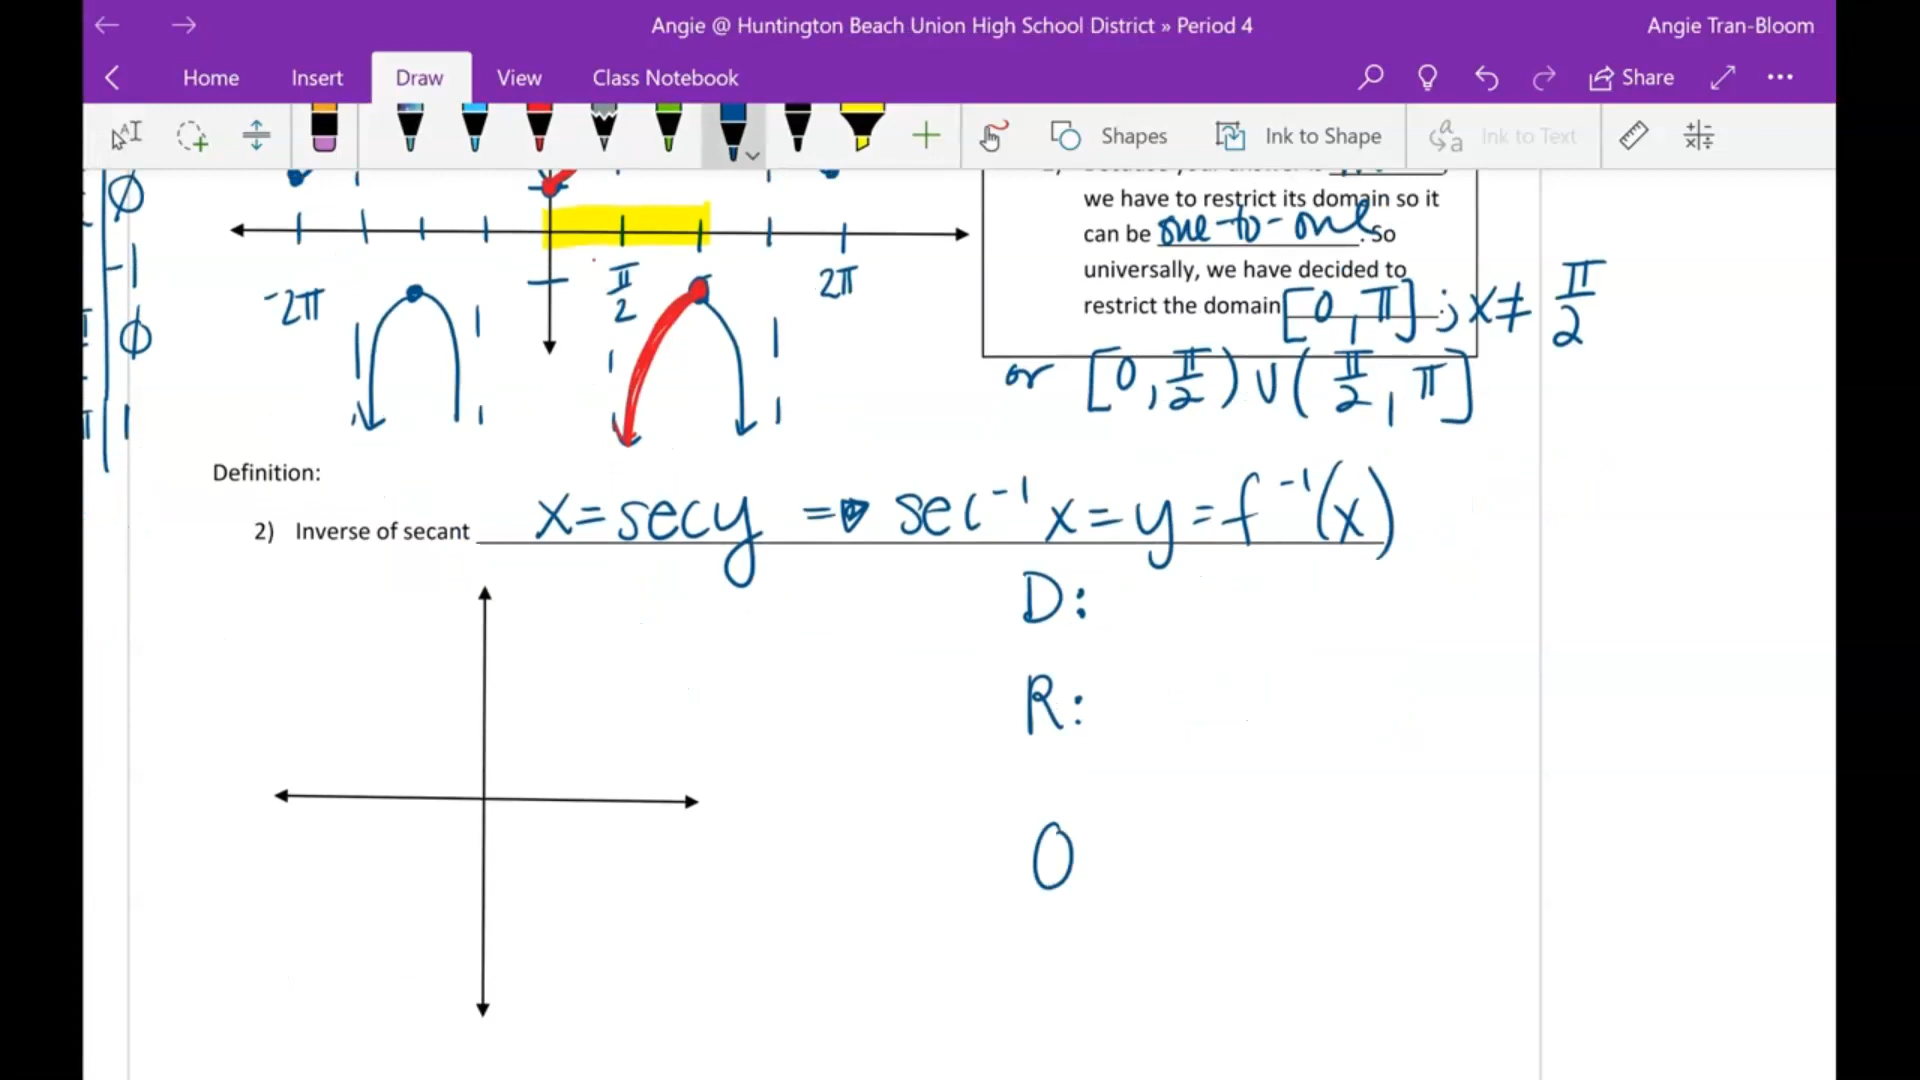 Angie @ Huntington Beach Union High School District » Period 4
Angie Tran-Bloom
Home Insert Draw View Class Notebook
Share
Shapes Ink to Shape Ink to Text
∅
-1
∅
1
-2π
π/2
2π
we have to restrict its domain so it
can be one-to-one. So
universally, we have decided to
restrict the domain [0, π] ; x ≠ π/2
or [0, π/2) ∪ (π/2, π]
Definition:
2) Inverse of secant x = sec y ⇒ sec⁻¹ x = y = f⁻¹(x)
D:
R:
0